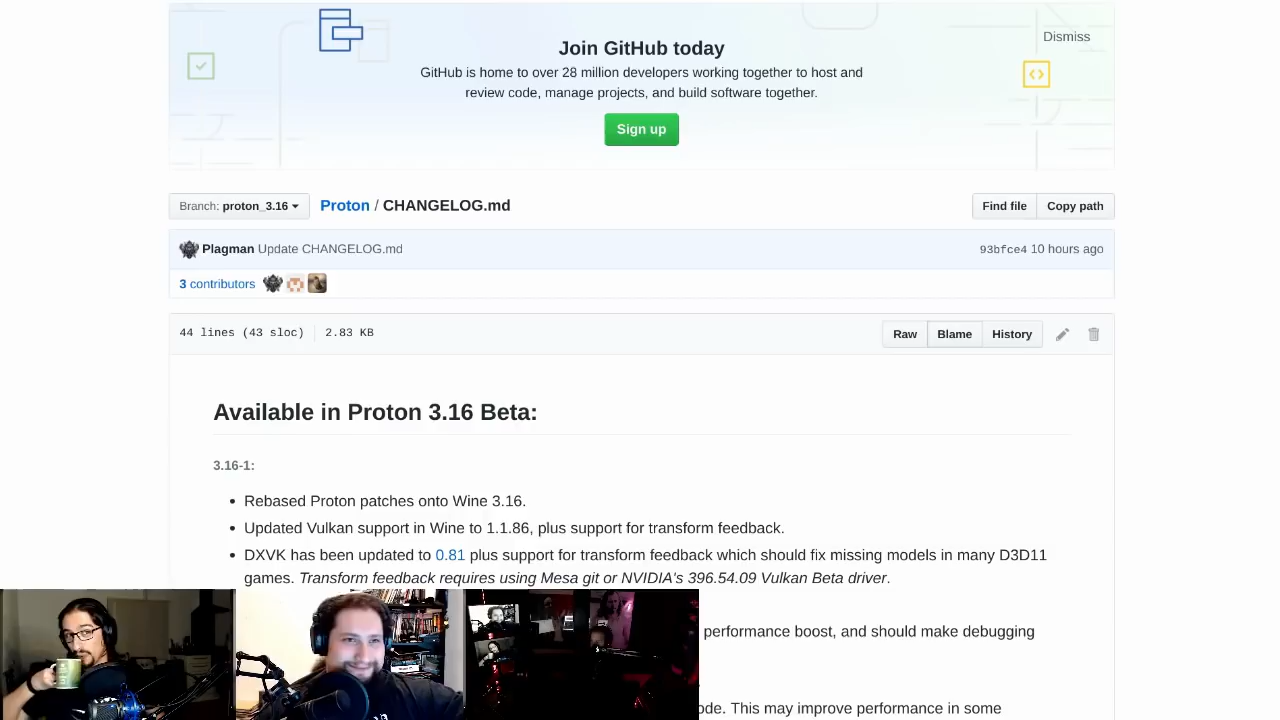 Join GitHub today
Dismiss
GitHub is home to over 28 million developers working together to host and
review code, manage projects, and build software together.
Sign up
Branch: proton_3.16
Proton / CHANGELOG.md
Find file
Copy path
Plagman Update CHANGELOG.md
93bfce4 10 hours ago
3 contributors
44 lines (43 sloc)
2.83 KB
Raw
Blame
History
Available in Proton 3.16 Beta:
3.16-1:
Rebased Proton patches onto Wine 3.16.
Updated Vulkan support in Wine to 1.1.86, plus support for transform feedback.
DXVK has been updated to 0.81 plus support for transform feedback which should fix missing models in many D3D11
games. Transform feedback requires using Mesa git or NVIDIA's 396.54.09 Vulkan Beta driver.
performance boost, and should make debugging
This may improve performance in some